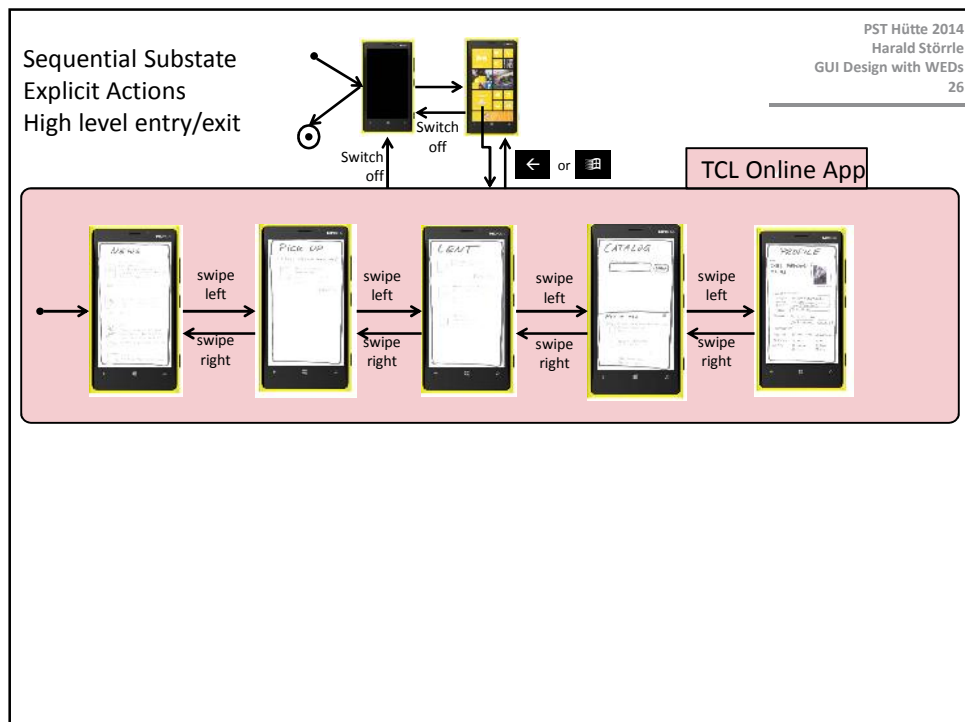 PST Hütte 2014
Harald Störrle
GUI Design with WEDs
26
Sequential Substate
Explicit Actions
High level entry/exit
Switch
off
Switch
off
or
TCL Online App
NEWS
PICK UP
LENT
CATALOG
PROFILE
swipe
left
swipe
left
swipe
left
swipe
left
swipe
right
swipe
right
swipe
right
swipe
right